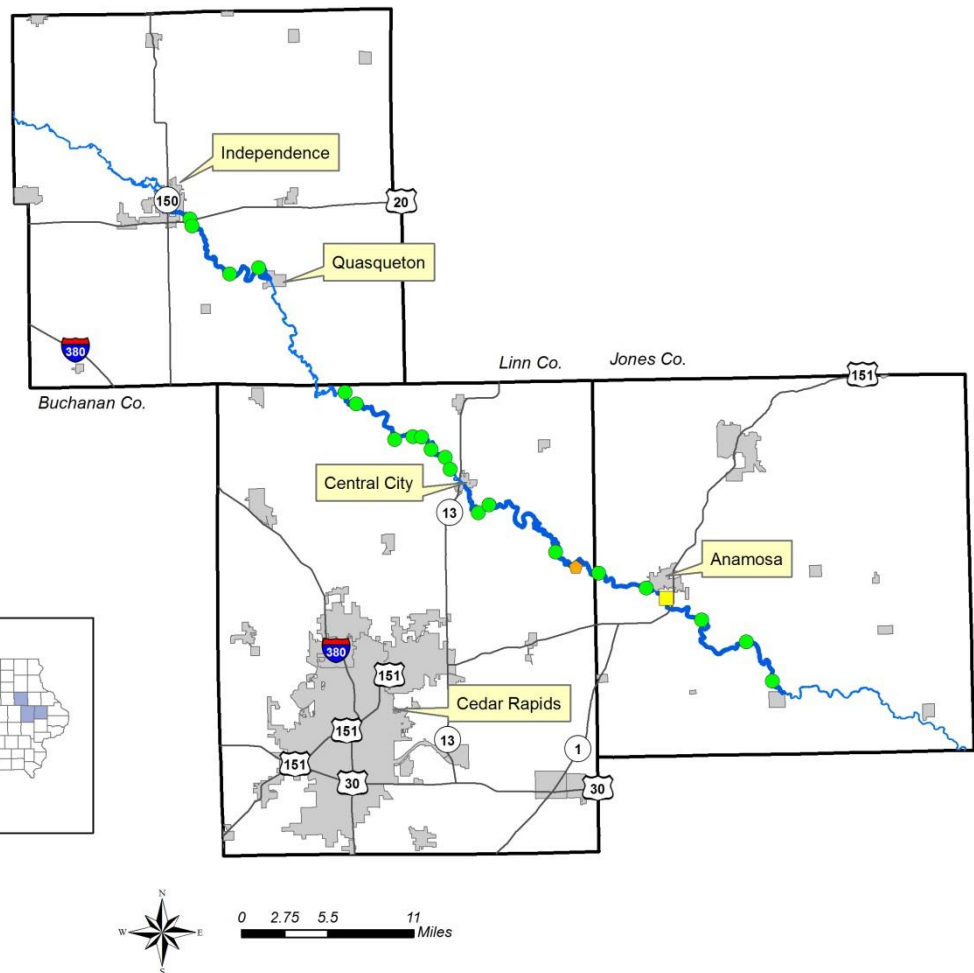 Independence
150
20
Quasqueton
380
Linn Co.
Jones Co.
151
Buchanan Co.
Central City
13
Anamosa
380
151
Cedar Rapids
151
13
1
151
30
30
N
W
E
S
0 2.75 5.5 11
Miles